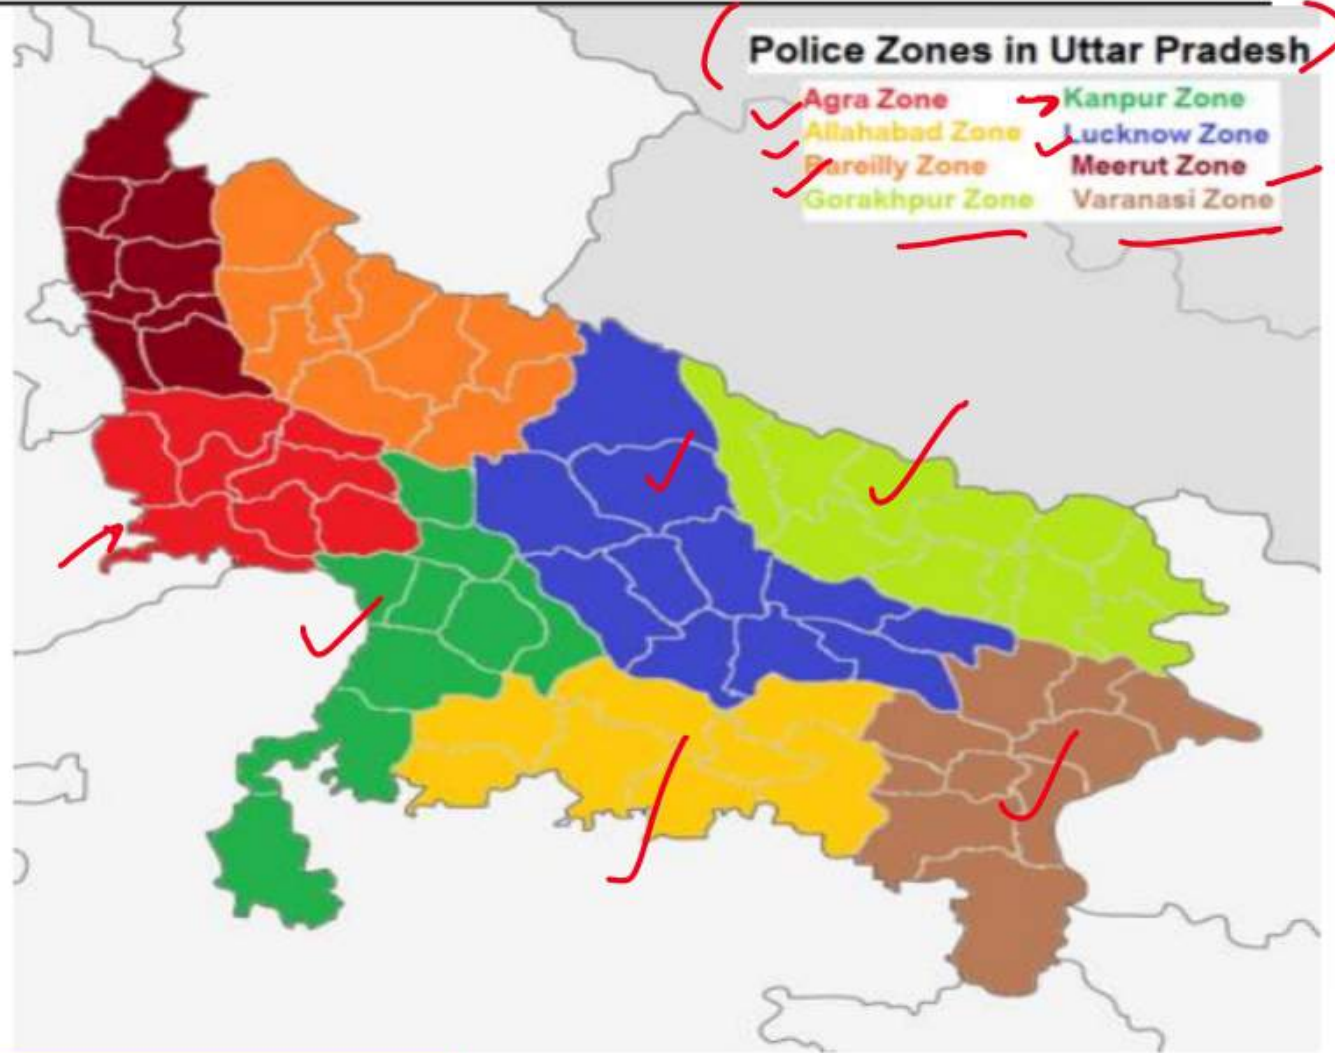 Police Zones in Uttar Pradesh
Agra Zone Kanpur Zone
Allahabad Zone Lucknow Zone
Bareilly Zone Meerut Zone
Gorakhpur Zone Varanasi Zone